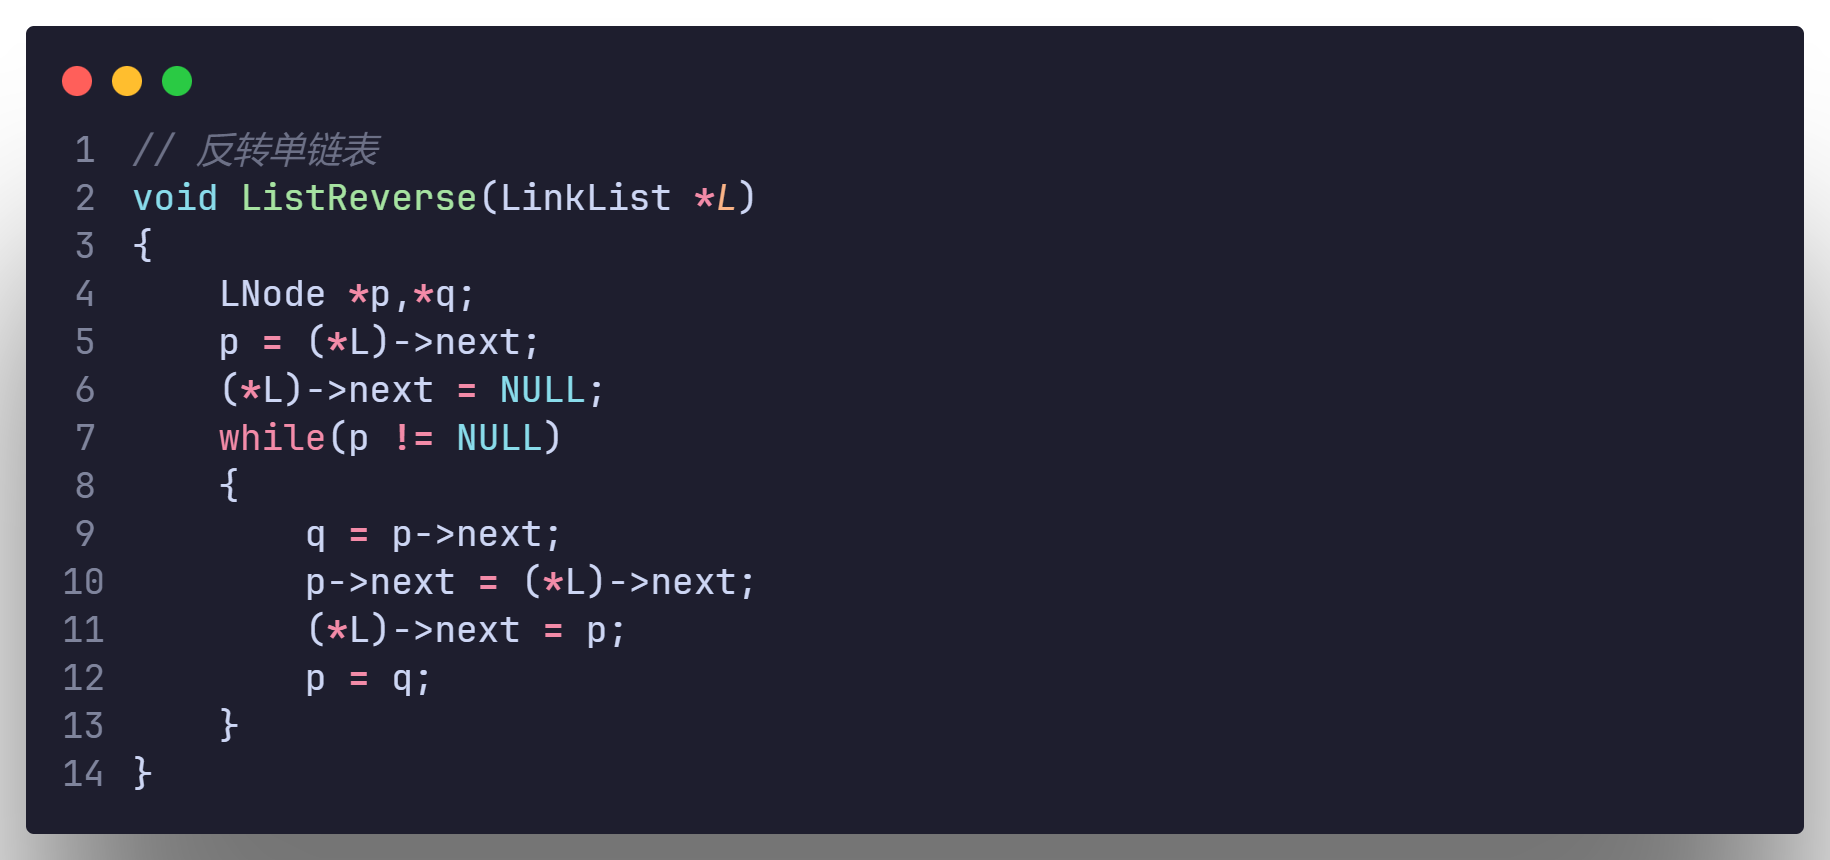 1 // 反转单链表
2 void ListReverse(LinkList *L)
3 {
4     LNode *p,*q;
5     p = (*L)->next;
6     (*L)->next = NULL;
7     while(p != NULL)
8     {
9         q = p->next;
10         p->next = (*L)->next;
11         (*L)->next = p;
12         p = q;
13     }
14 }